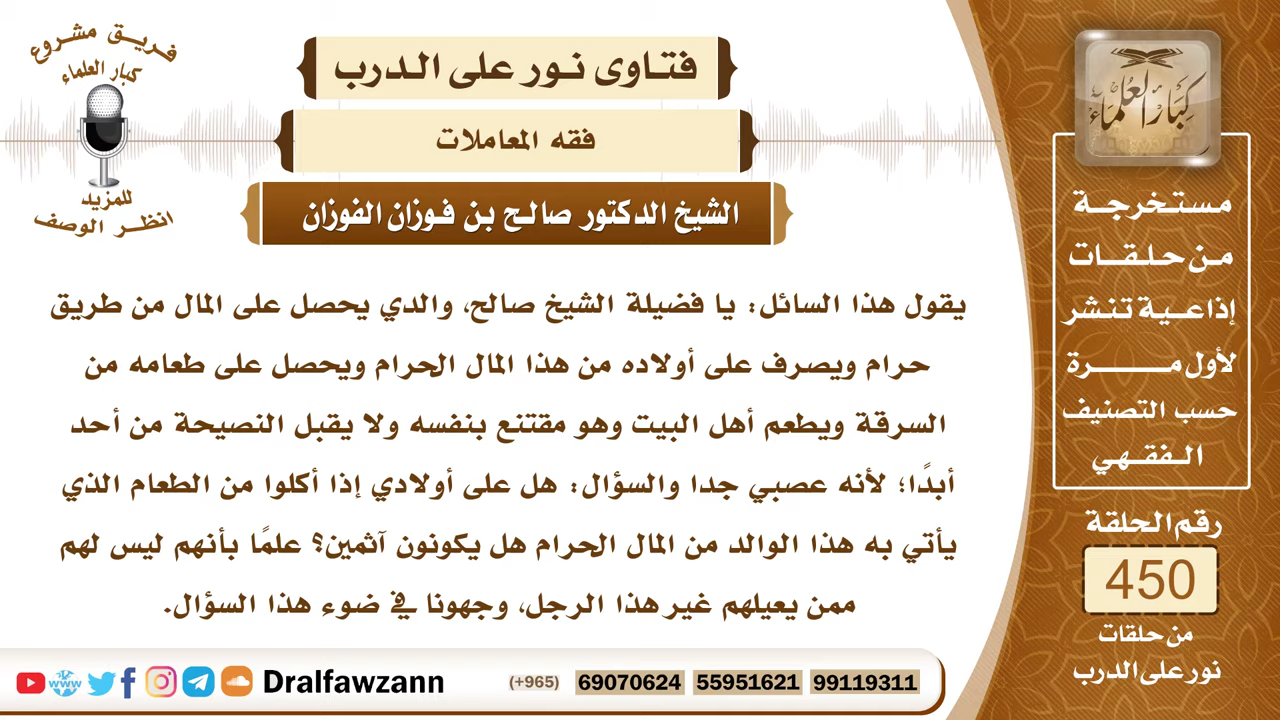 فريق مشروع
كبار العلماء
للمزيد
انظر الوصف
فتاوى نور على الدرب
فقه المعاملات
الشيخ الدكتور صالح بن فوزان الفوزان
يقول هذا السائل: يا فضيلة الشيخ صالح، والدي يحصل على المال من طريق
حرام ويصرف على أولاده من هذا المال الحرام ويحصل على طعامه من
السرقة ويطعم أهل البيت وهو مقتنع بنفسه ولا يقبل النصيحة من أحد
أبدًا؛ لأنه عصبي جدا والسؤال: هل على أولادي إذا أكلوا من الطعام الذي
يأتي به هذا الوالد من المال الحرام هل يكونون آثمين؟ علمًا بأنهم ليس لهم
ممن يعيلهم غير هذا الرجل، وجهونا في ضوء هذا السؤال.
كِبَارُ العُلَمَاء
مستخرجة
من حلقات
إذاعية تنشر
لأول مرة
حسب التصنيف
الفقهي
رقم الحلقة
450
من حلقات
نور على الدرب
www
Dralfawzann
(+965) 69070624 55951621 99119311